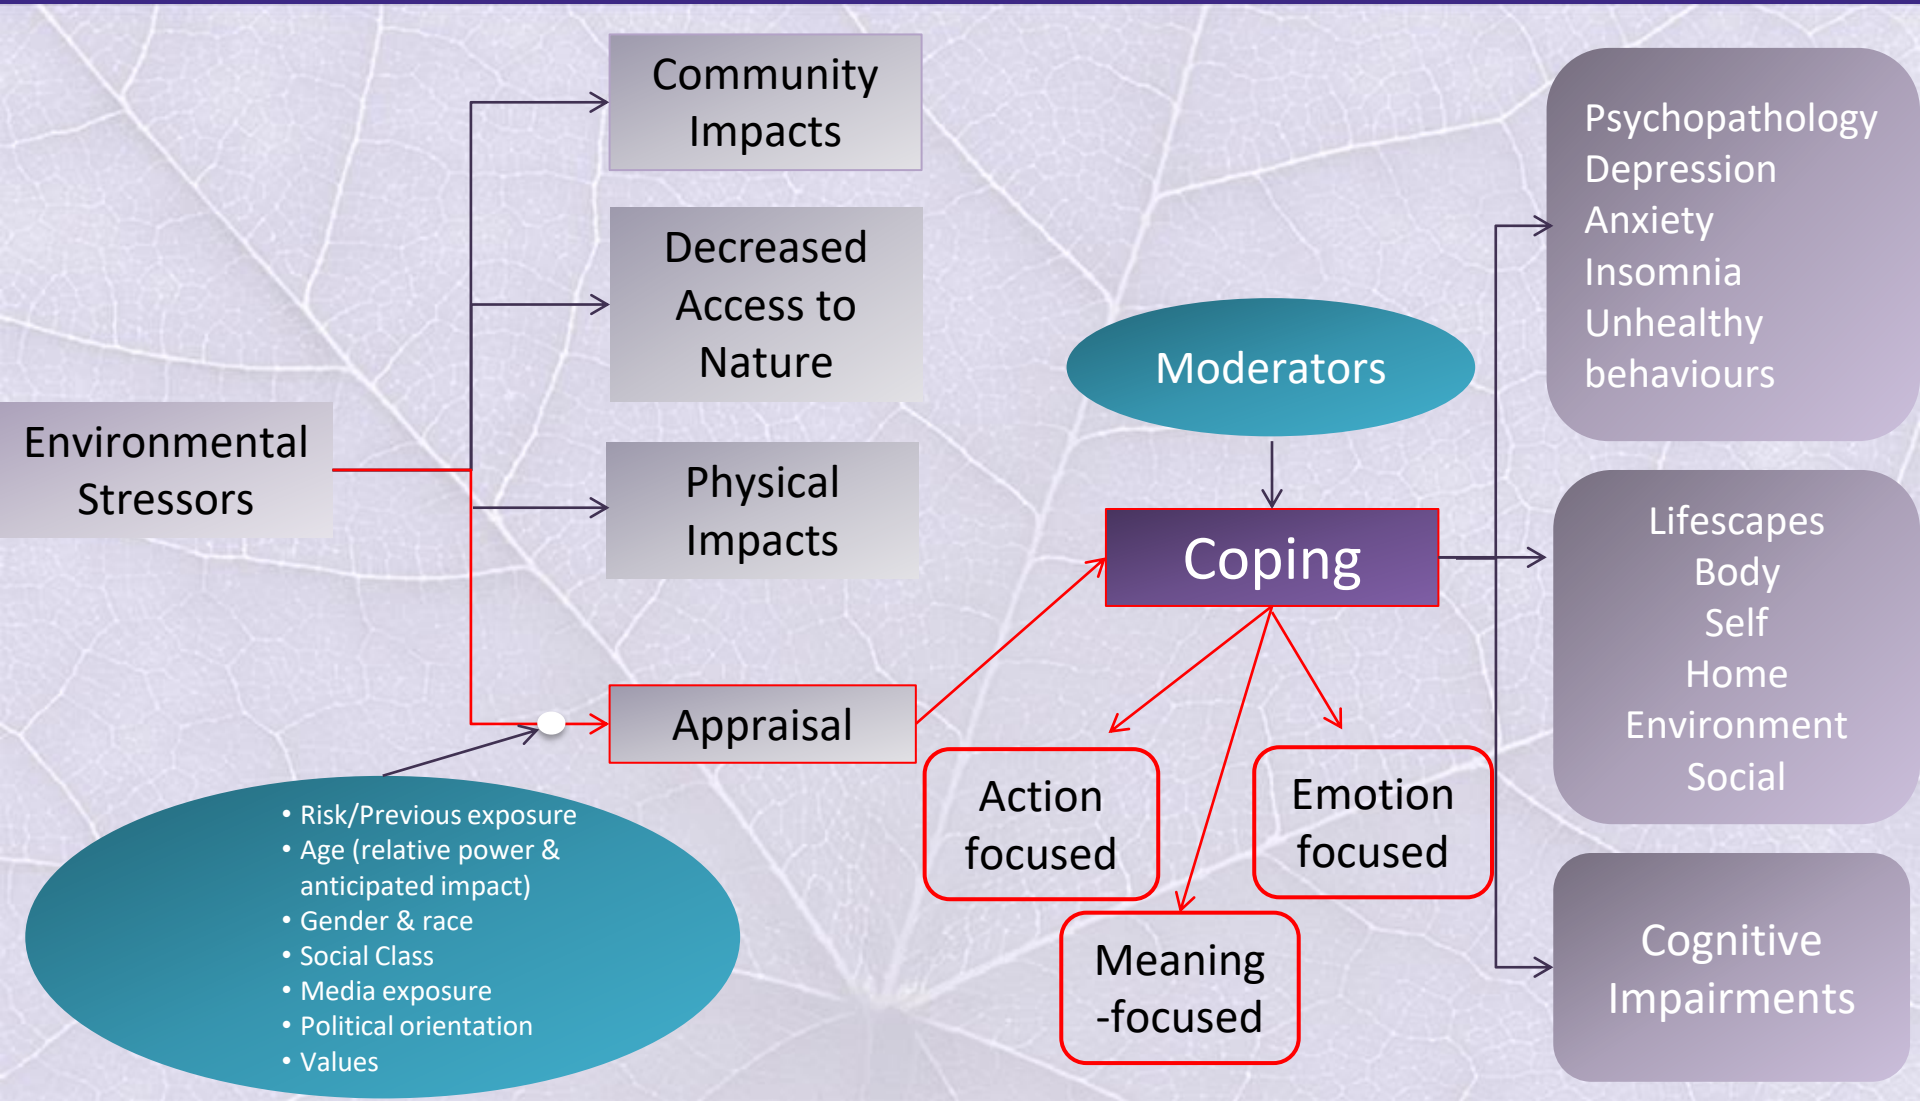 Community
Impacts
Decreased
Access to
Nature
Environmental
Stressors
Physical
Impacts
Appraisal
• Risk/Previous exposure
• Age (relative power &
anticipated impact)
• Gender & race
• Social Class
• Media exposure
• Political orientation
• Values
Moderators
Coping
Action
focused
Meaning
-focused
Emotion
focused
Psychopathology
Depression
Anxiety
Insomnia
Unhealthy
behaviours
Lifescapes
Body
Self
Home
Environment
Social
Cognitive
Impairments